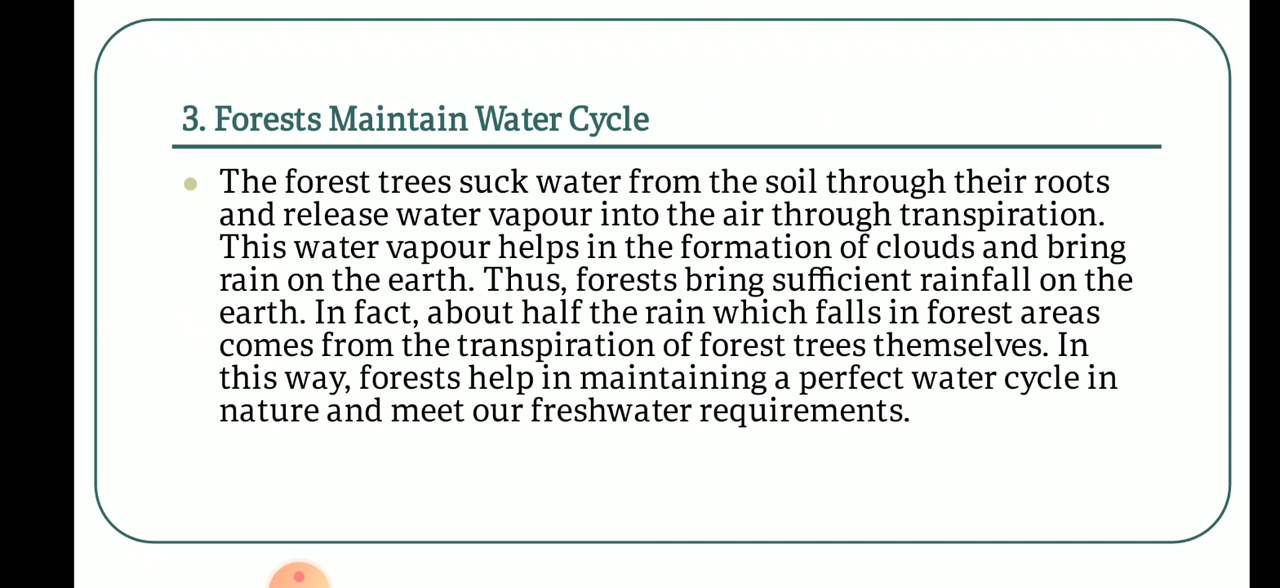 3. Forests Maintain Water Cycle
The forest trees suck water from the soil through their roots
and release water vapour into the air through transpiration.
This water vapour helps in the formation of clouds and bring
rain on the earth. Thus, forests bring sufficient rainfall on the
earth. In fact, about half the rain which falls in forest areas
comes from the transpiration of forest trees themselves. In
this way, forests help in maintaining a perfect water cycle in
nature and meet our freshwater requirements.